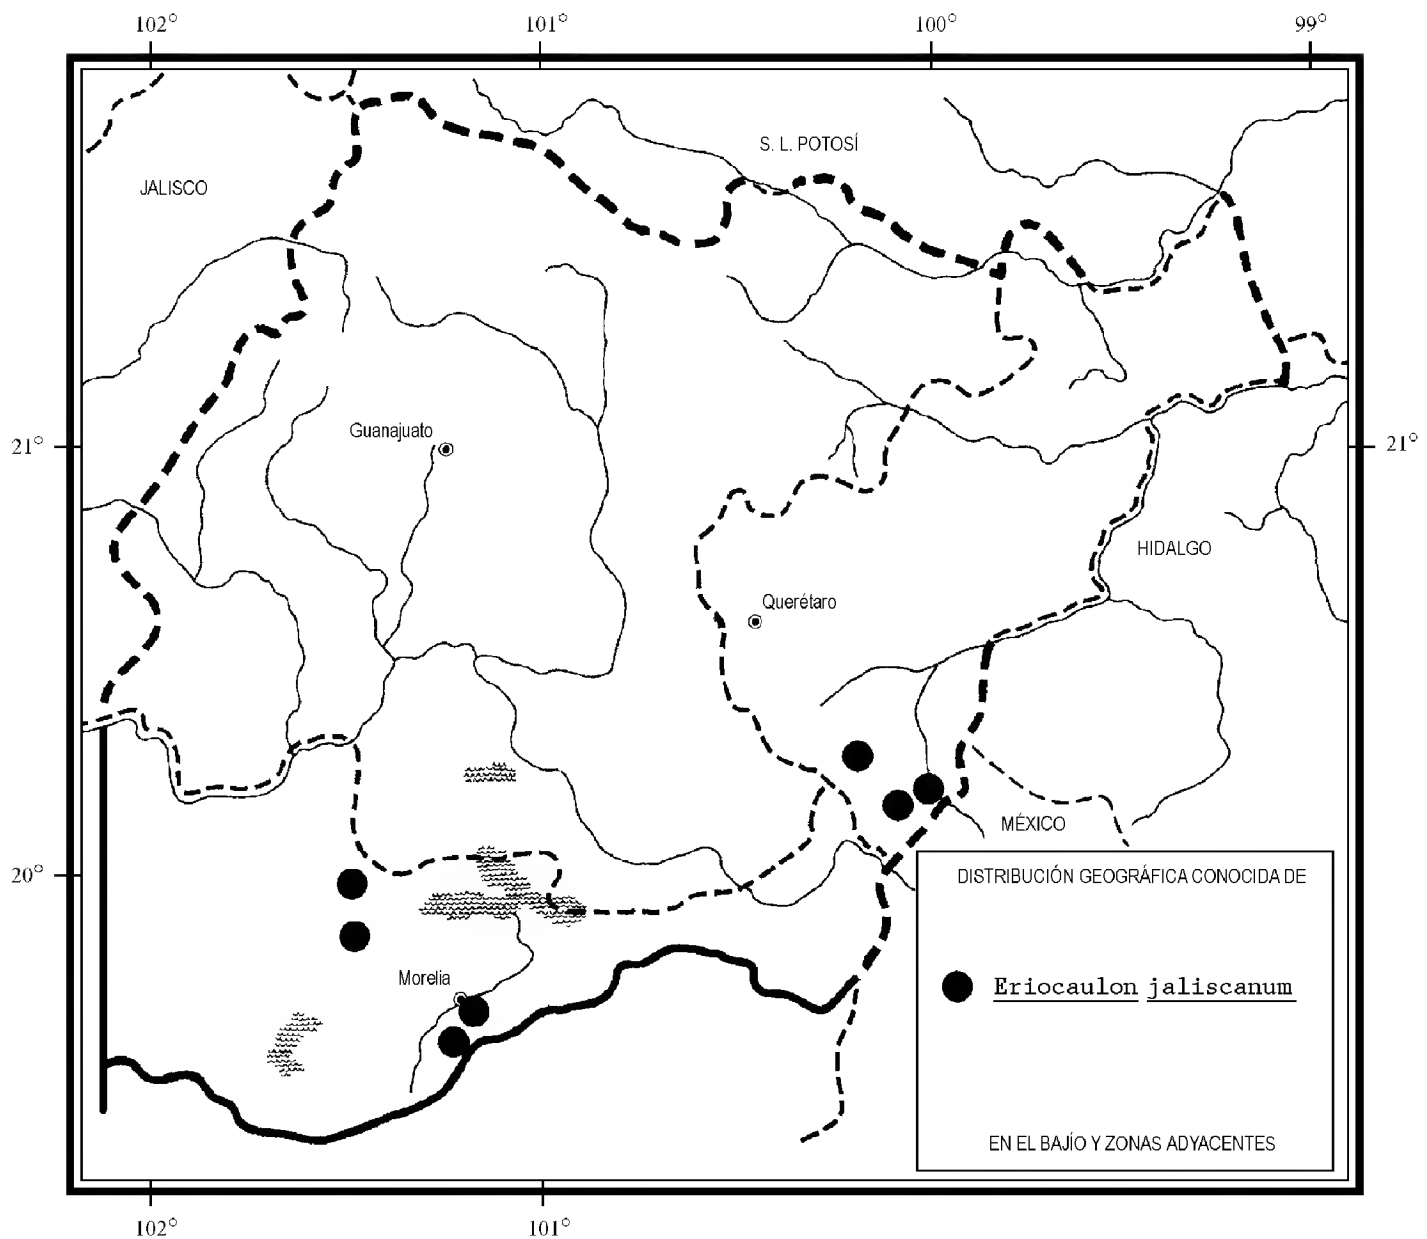 102° 101° 100° 99°
S. L. POTOSÍ
JALISCO
Guanajuato
21° 21°
HIDALGO
Querétaro
MÉXICO
20°
DISTRIBUCIÓN GEOGRÁFICA CONOCIDA DE
Morelia
Eriocaulon jaliscanum
EN EL BAJÍO Y ZONAS ADYACENTES
102° 101°